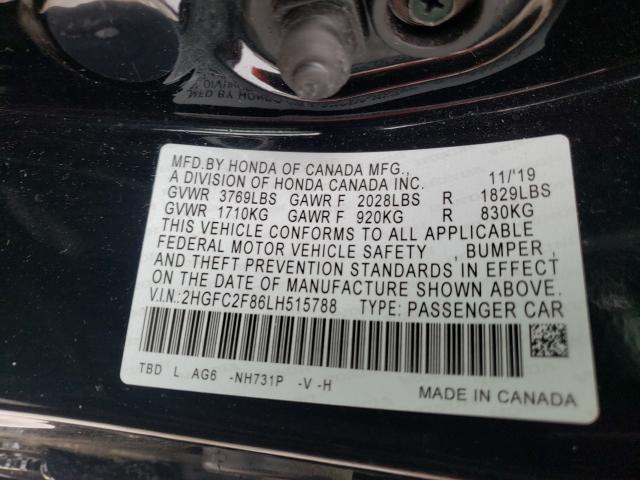 MFD.BY HONDA OF CANADA MFG.,
A DIVISION OF HONDA CANADA INC. 11/'19
GVWR 3769LBS GAWR F 2028LBS R 1829LBS
GVWR 1710KG GAWR F 920KG R 830KG
THIS VEHICLE CONFORMS TO ALL APPLICABLE
FEDERAL MOTOR VEHICLE SAFETY , BUMPER ,
AND THEFT PREVENTION STANDARDS IN EFFECT
ON THE DATE OF MANUFACTURE SHOWN ABOVE.
V.I.N.:2HGFC2F86LH515788 TYPE: PASSENGER CAR
TBD L AG6 -NH731P -V -H
MADE IN CANADA